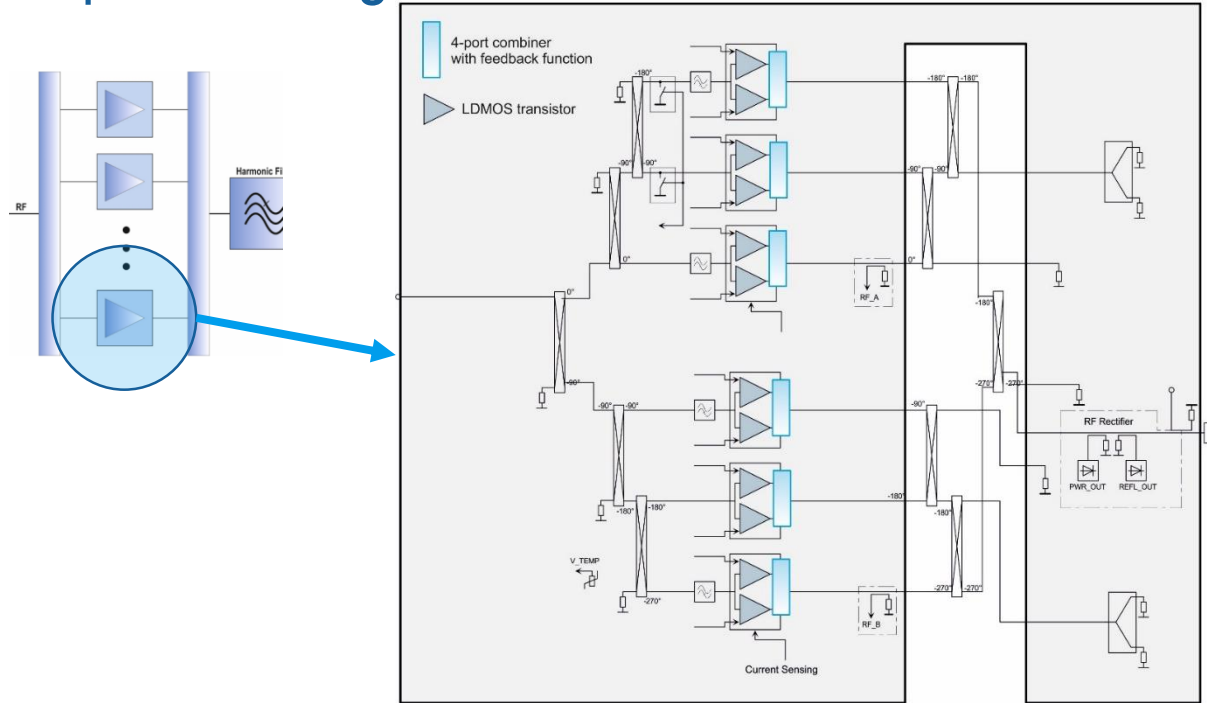 4-port combiner
with feedback function
LDMOS transistor
RF
Harmonic Fi
-180°
-90°
-90°
0°
0°
-90°
-90°
-90°
-180°
-180°
-270°
V_TEMP
RF_A
RF_B
Current Sensing
-180°
-180°
-90°
-90°
0°
-180°
-270°
-270°
-90°
-180°
-180°
-270°
-270°
RF Rectifier
PWR_OUT
REFL_OUT